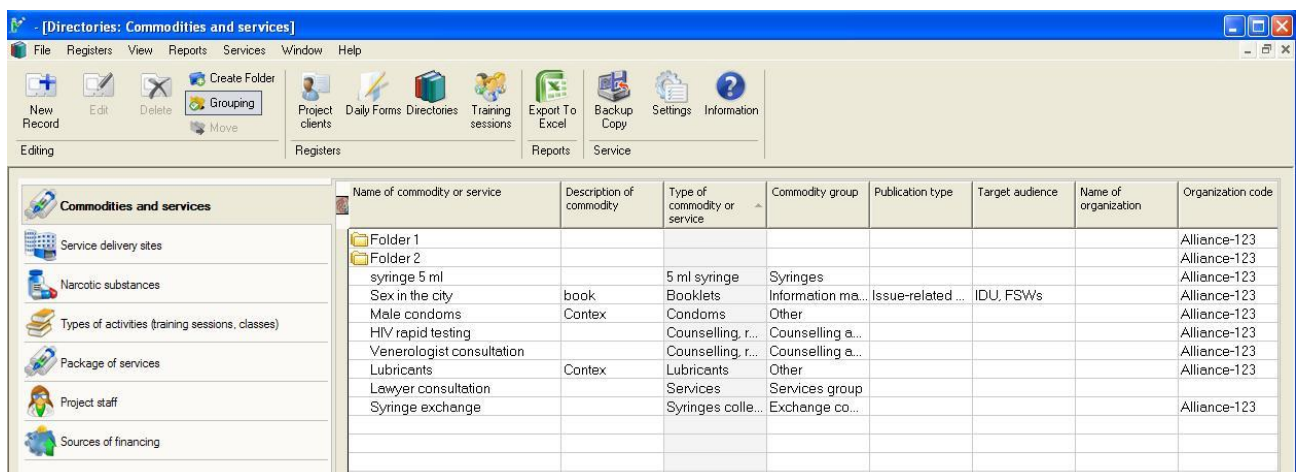 - [Directories: Commodities and services]
File Registers View Reports Services Window Help
New Record
Edit
Delete
Create Folder
Grouping
Move
Project clients
Daily Forms
Directories
Training sessions
Export To Excel
Backup Copy
Settings
Information
Editing
Registers
Reports
Service
Commodities and services
Service delivery sites
Narcotic substances
Types of activities (training sessions, classes)
Package of services
Project staff
Sources of financing
Name of commodity or service Description of commodity Type of commodity or service Commodity group Publication type Target audience Name of organization Organization code
Folder 1 Alliance-123
Folder 2 Alliance-123
syringe 5 ml 5 ml syringe Syringes Alliance-123
Sex in the city book Booklets Information ma... Issue-related ... IDU, FSWs Alliance-123
Male condoms Contex Condoms Other Alliance-123
HIV rapid testing Counselling, r... Counselling a... Alliance-123
Venerologist consultation Counselling, r... Counselling a... Alliance-123
Lubricants Contex Lubricants Other Alliance-123
Lawyer consultation Services Services group
Syringe exchange Syringes colle... Exchange co... Alliance-123